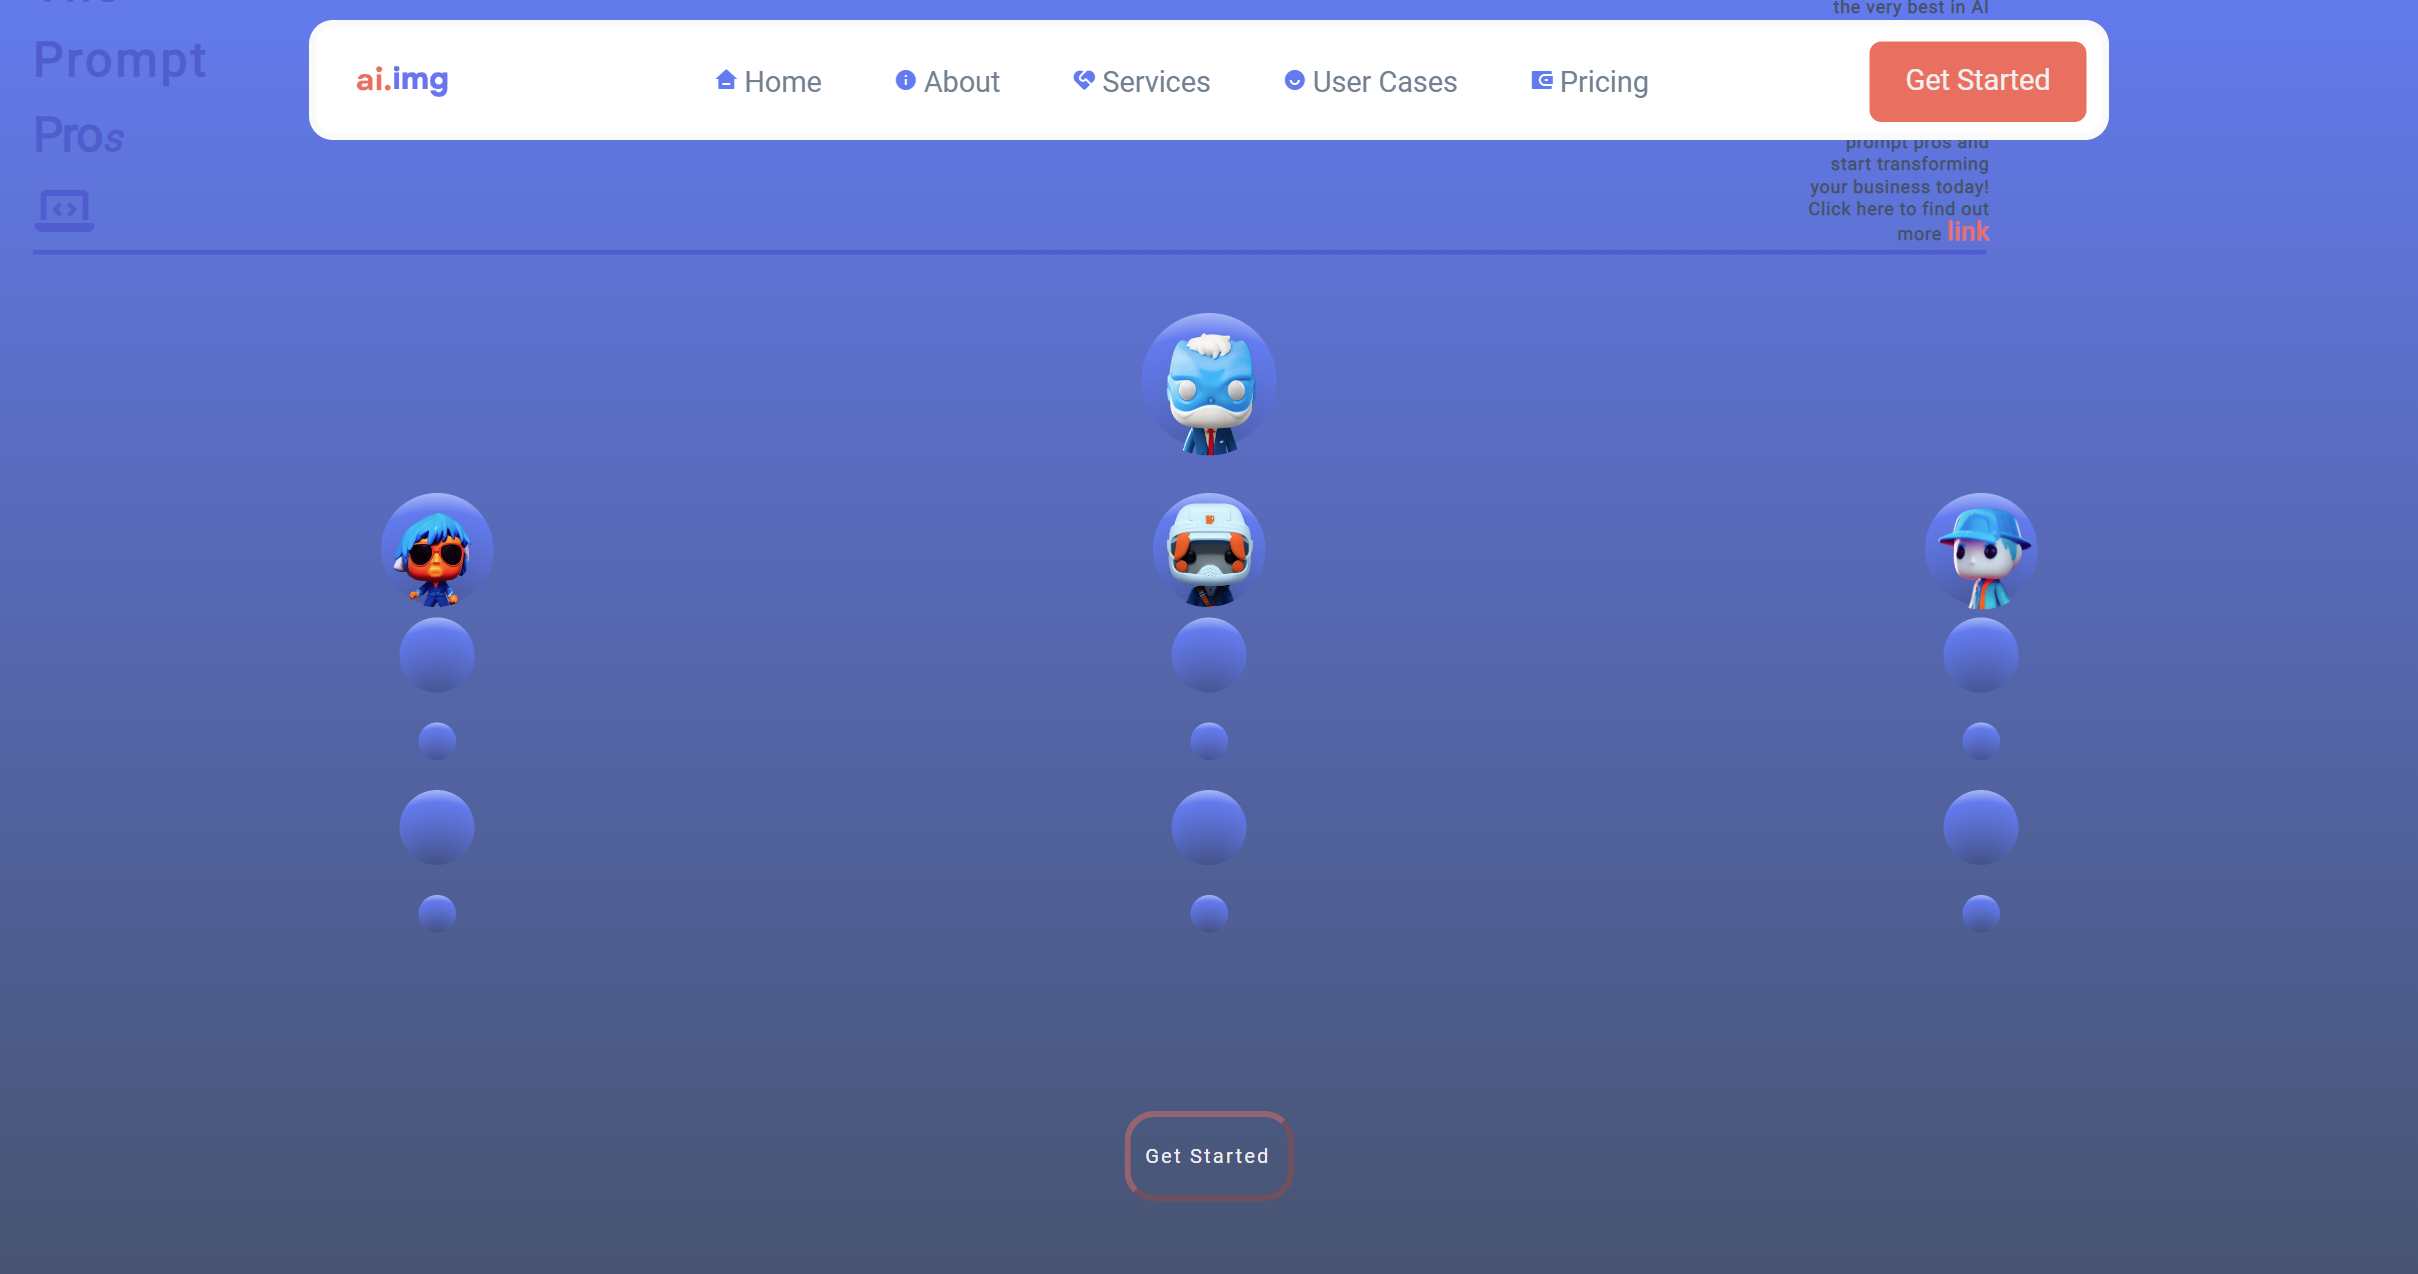 the very best in AI
ai.img
Home
About
Services
User Cases
Pricing
Get Started
Prompt
Pros
prompt pros and
start transforming
your business today!
Click here to find out
more link
Get Started